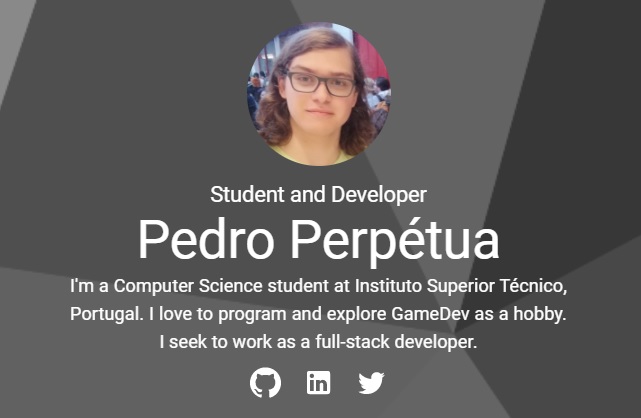 Student and Developer
Pedro Perpétua
I'm a Computer Science student at Instituto Superior Técnico,
Portugal. I love to program and explore GameDev as a hobby.
I seek to work as a full-stack developer.
in